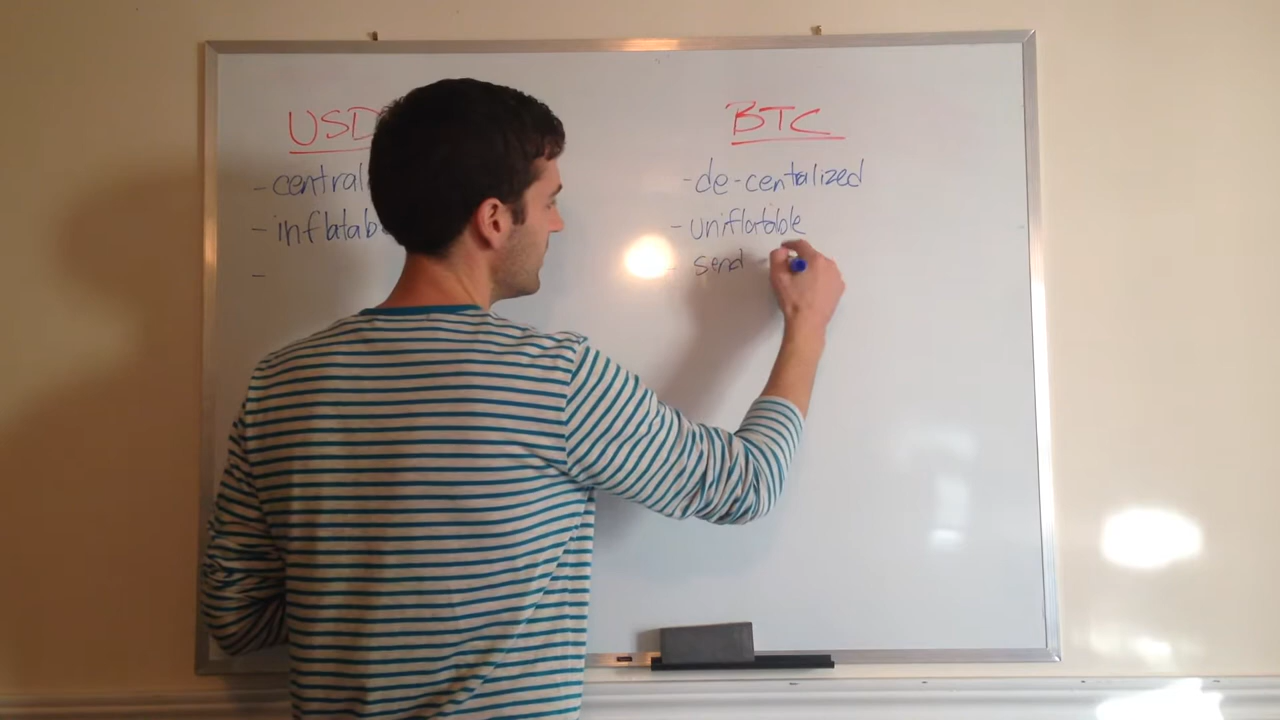 USD
- central
- inflatab
-
BTC
- de-centralized
- uniflatable
- send